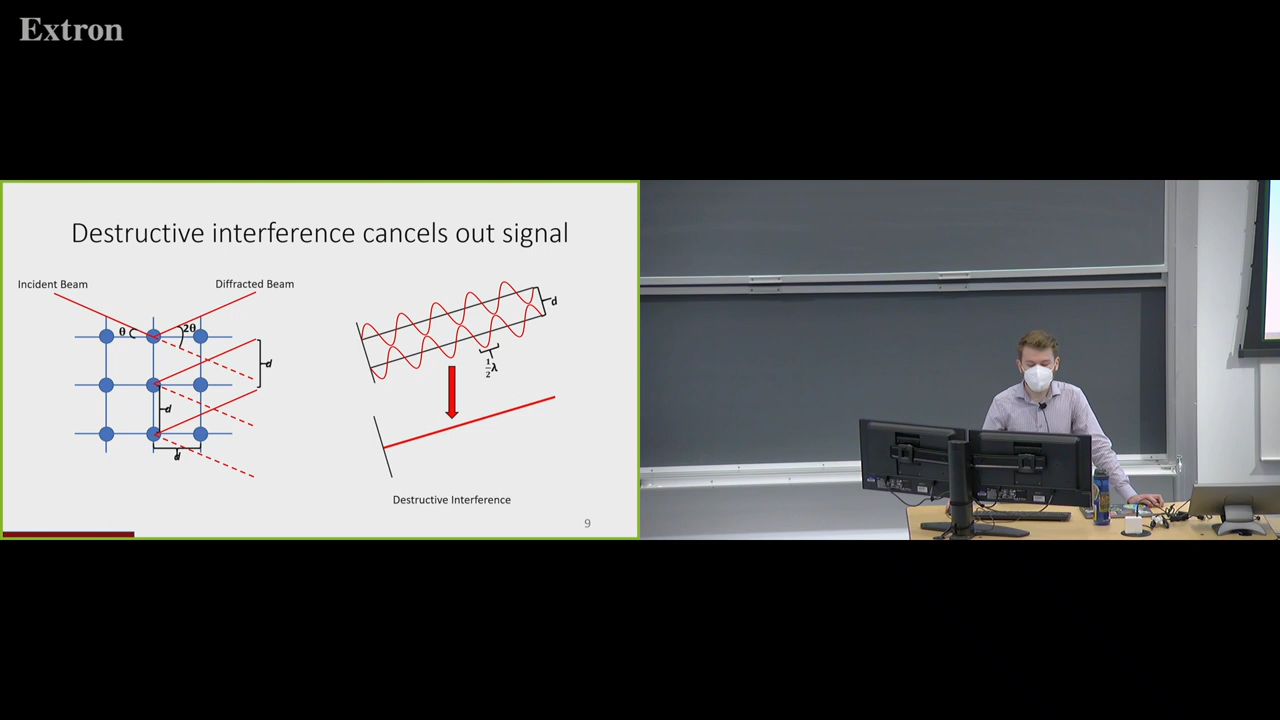 Extron
Destructive interference cancels out signal
Incident Beam
Diffracted Beam
θ
2θ
d
d
d
d
½λ
Destructive Interference
9